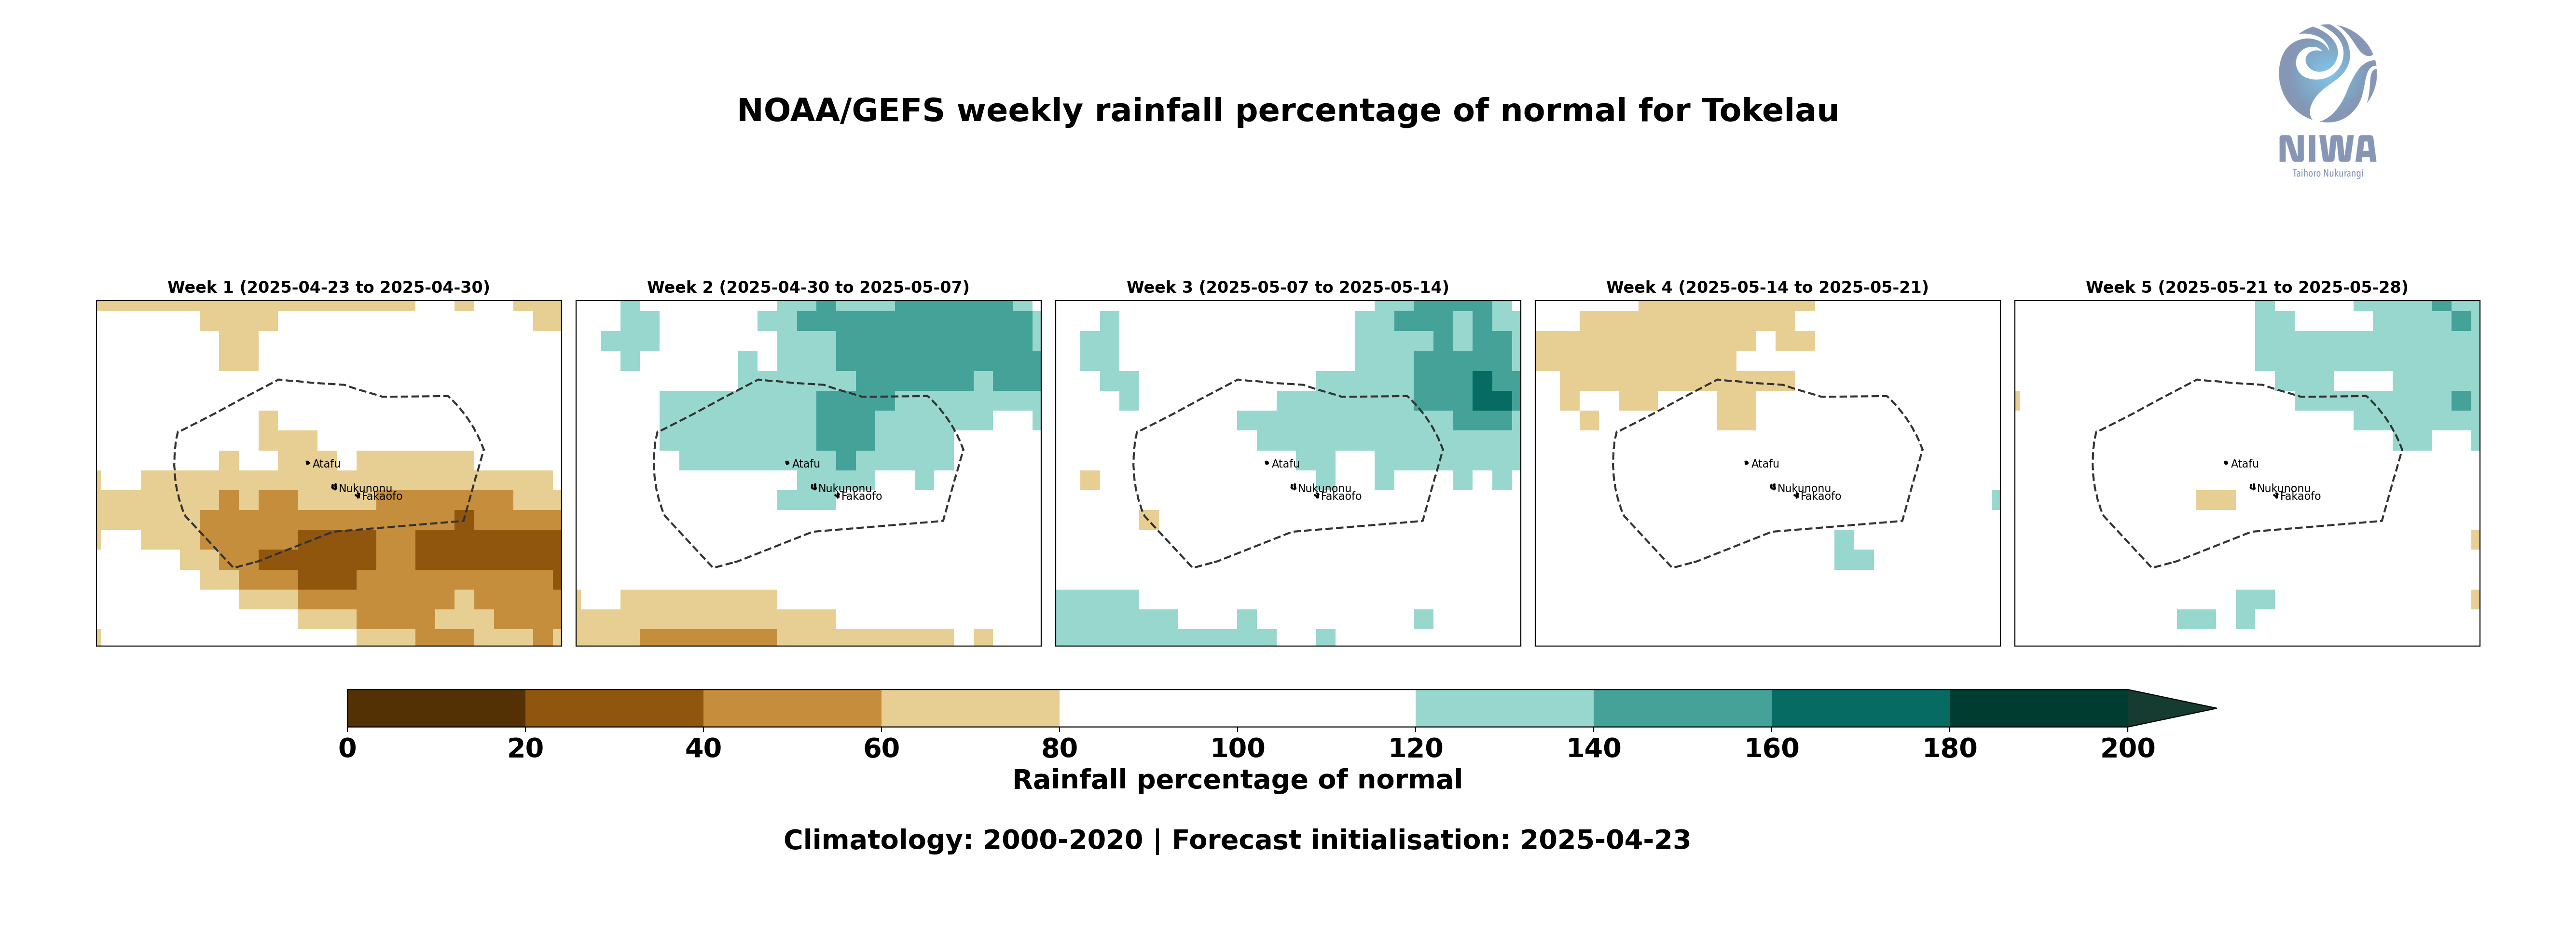 NOAA/GEFS weekly rainfall percentage of normal for Tokelau
NIWA
Taihoro Nukurangi
Week 1 (2025-04-23 to 2025-04-30)
Week 2 (2025-04-30 to 2025-05-07)
Week 3 (2025-05-07 to 2025-05-14)
Week 4 (2025-05-14 to 2025-05-21)
Week 5 (2025-05-21 to 2025-05-28)
Atafu
Nukunonu
Fakaofo
Atafu
Nukunonu
Fakaofo
Atafu
Nukunonu
Fakaofo
Atafu
Nukunonu
Fakaofo
Atafu
Nukunonu
Fakaofo
0 20 40 60 80 100 120 140 160 180 200
Rainfall percentage of normal
Climatology: 2000-2020 | Forecast initialisation: 2025-04-23